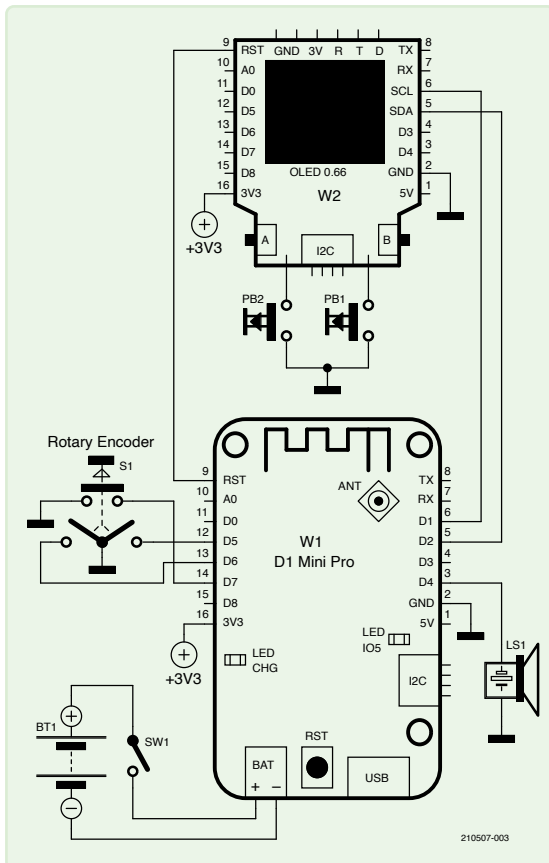 GND 3V R T D
9 RST TX 8
10 A0 RX 7
11 D0 SCL 6
12 D5 SDA 5
13 D6 D3 4
14 D7 D4 3
15 D8 GND 2
16 3V3 5V 1
OLED 0.66
W2
+3V3
A I2C B
PB2 PB1
Rotary Encoder
S1
9 RST TX 8
10 A0 RX 7
11 D0 D1 6
12 D5 D2 5
13 D6 D3 4
14 D7 D4 3
15 D8 GND 2
16 3V3 5V 1
ANT
W1
D1 Mini Pro
+3V3
LED
CHG
LED
IO5
I2C
LS1
BT1
SW1
RST
BAT
+ −
USB
210507-003